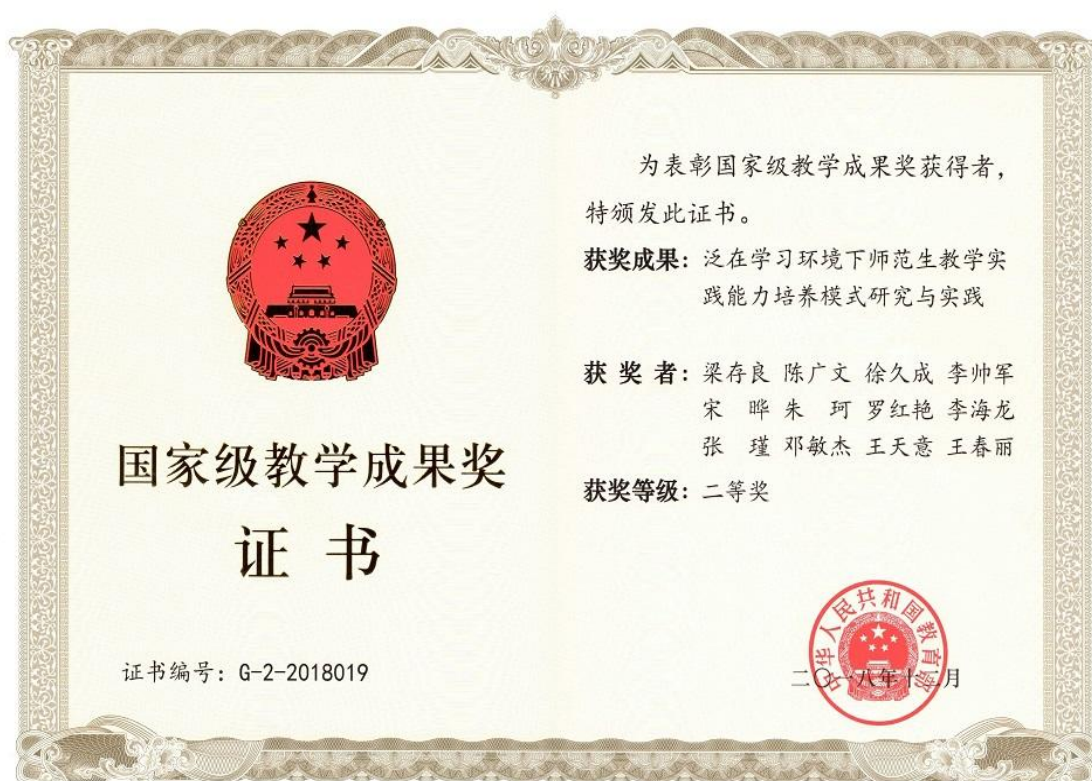 国家级教学成果奖
证 书
证书编号：G-2-2018019
为表彰国家级教学成果奖获得者，
特颁发此证书。
获奖成果：泛在学习环境下师范生教学实
践能力培养模式研究与实践
获 奖 者：梁存良 陈广文 徐久成 李帅军
宋 晔 朱 珂 罗红艳 李海龙
张 瑾 邓敏杰 王天意 王春丽
获奖等级：二等奖
中华人民共和国教育部
二〇一八年十二月